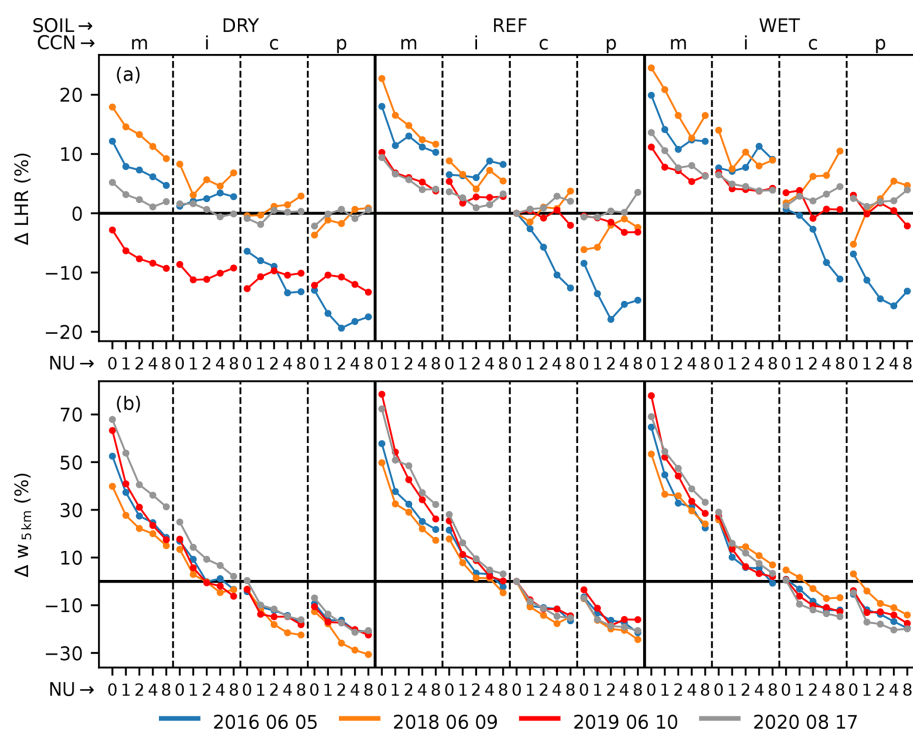 SOIL → DRY REF WET
CCN → m i c p m i c p m i c p
(a)
20
10
0
−10
−20
Δ LHR (%)
NU → 0 1 2 4 8 0 1 2 4 8 0 1 2 4 8 0 1 2 4 8 0 1 2 4 8 0 1 2 4 8 0 1 2 4 8 0 1 2 4 8 0 1 2 4 8 0 1 2 4 8 0 1 2 4 8 0 1 2 4 8
(b)
70
50
30
10
−10
−30
Δ w5km (%)
NU → 0 1 2 4 8 0 1 2 4 8 0 1 2 4 8 0 1 2 4 8 0 1 2 4 8 0 1 2 4 8 0 1 2 4 8 0 1 2 4 8 0 1 2 4 8 0 1 2 4 8 0 1 2 4 8 0 1 2 4 8
2016 06 05 2018 06 09 2019 06 10 2020 08 17